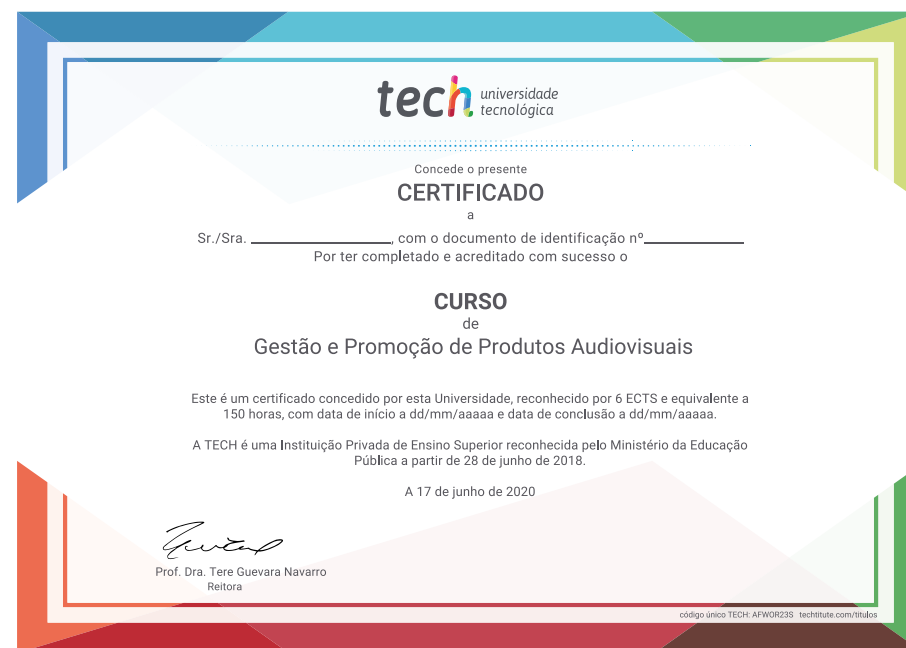 tech universidade
tecnológica
Concede o presente
CERTIFICADO
a
Sr./Sra. ________________, com o documento de identificação nº____________
Por ter completado e acreditado com sucesso o
CURSO
de
Gestão e Promoção de Produtos Audiovisuais
Este é um certificado concedido por esta Universidade, reconhecido por 6 ECTS e equivalente a
150 horas, com data de início a dd/mm/aaaaa e data de conclusão a dd/mm/aaaaa.
A TECH é uma Instituição Privada de Ensino Superior reconhecida pelo Ministério da Educação
Pública a partir de 28 de junho de 2018.
A 17 de junho de 2020
Prof. Dra. Tere Guevara Navarro
Reitora
código único TECH: AFWOR23S techtitute.com/titulos